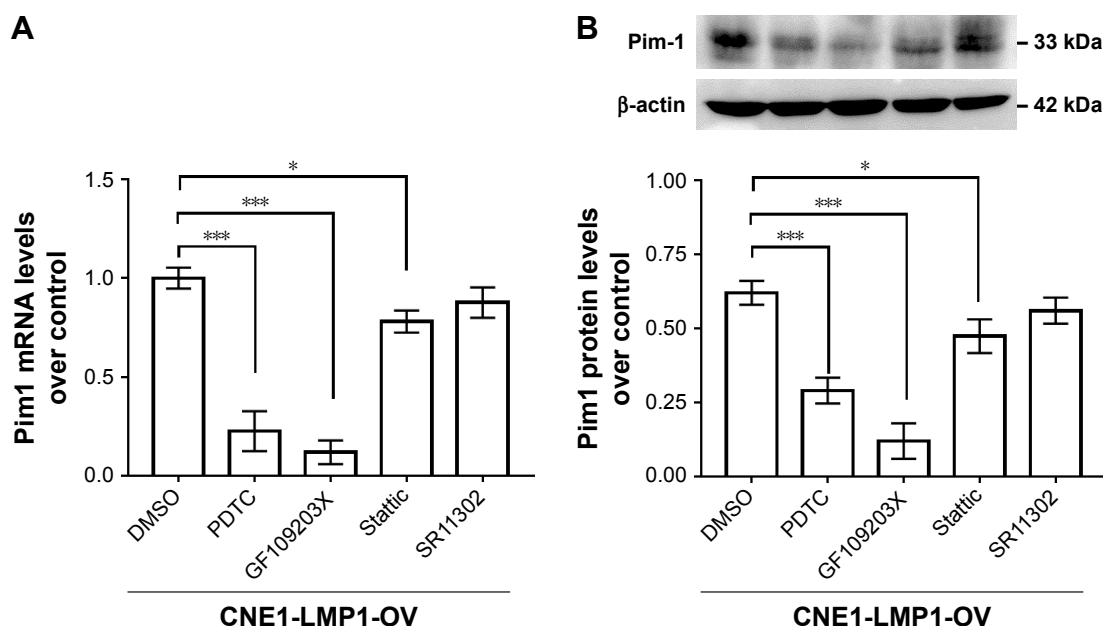 A
1.5
1.0
0.5
0.0
Pim1 mRNA levels
over control
*
***
***
DMSO
PDTC
GF109203X
Stattic
SR11302
CNE1-LMP1-OV
B
Pim-1
33 kDa
β-actin
42 kDa
1.00
0.75
0.50
0.25
0.00
Pim1 protein levels
over control
*
***
***
DMSO
PDTC
GF109203X
Stattic
SR11302
CNE1-LMP1-OV